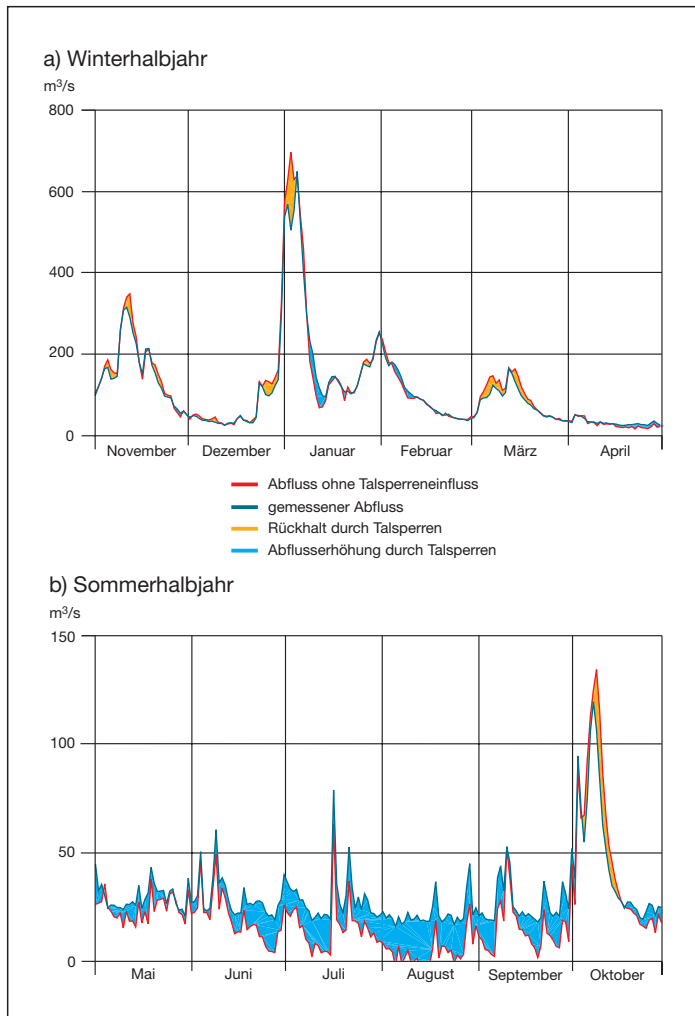 a) Winterhalbjahr
m³/s
800
600
400
200
0
November Dezember Januar Februar März April
Abfluss ohne Talsperreneinfluss
gemessener Abfluss
Rückhalt durch Talsperren
Abflusserhöhung durch Talsperren
b) Sommerhalbjahr
m³/s
150
100
50
0
Mai Juni Juli August September Oktober